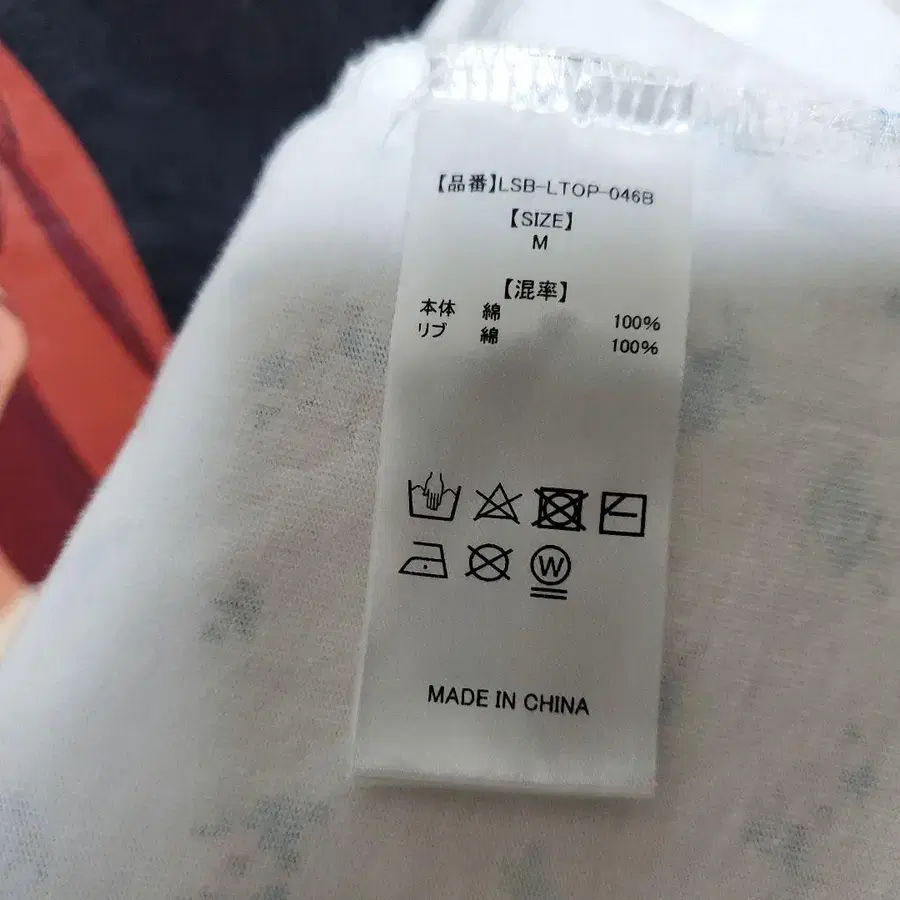 【品番】LSB-LTOP-046B
【SIZE】
M
【混率】
本体 綿 100%
リブ 綿 100%
W
MADE IN CHINA